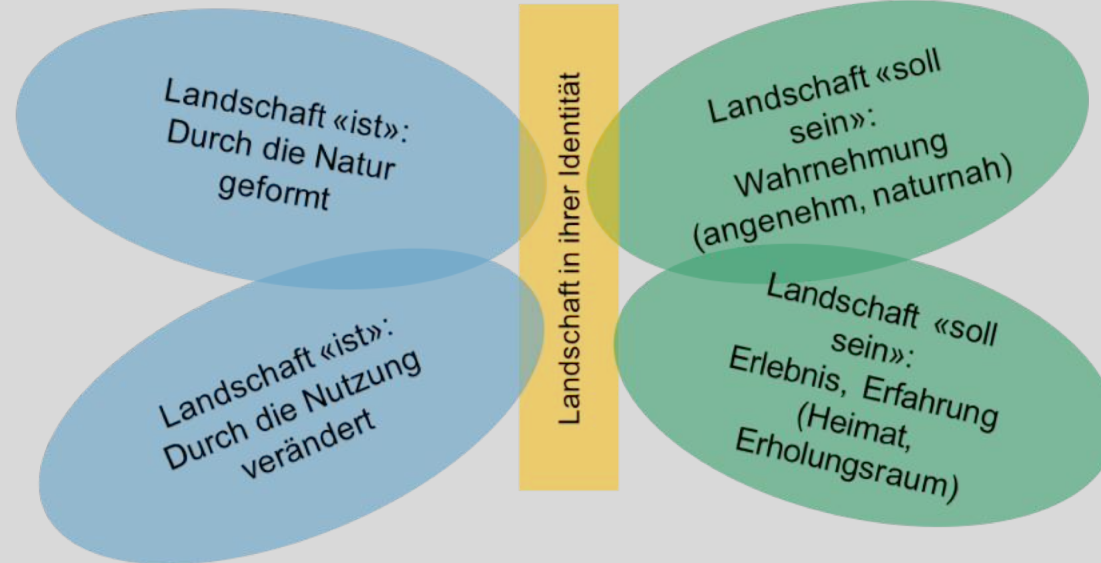 Landschaft «ist»:
Durch die Natur
geformt
Landschaft «ist»:
Durch die Nutzung
verändert
Landschaft in ihrer Identität
Landschaft «soll
sein»:
Wahrnehmung
(angenehm, naturnah)
Landschaft «soll
sein»:
Erlebnis, Erfahrung
(Heimat,
Erholungsraum)